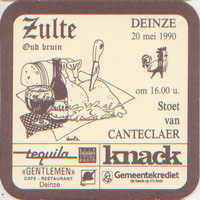 Zulte
Oud bruin
DEINZE
20 mei 1990
om 16.00 u.
Stoet
van
CANTECLAER
tequila
knack
«GENTLEMEN»
CAFE - RESTAURANT
Deinze
Gemeentekrediet